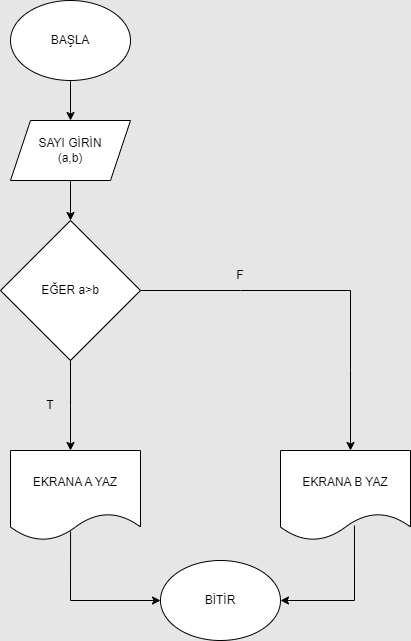 BAŞLA
SAYI GİRİN
(a,b)
EĞER a>b
F
T
EKRANA A YAZ
EKRANA B YAZ
BİTİR